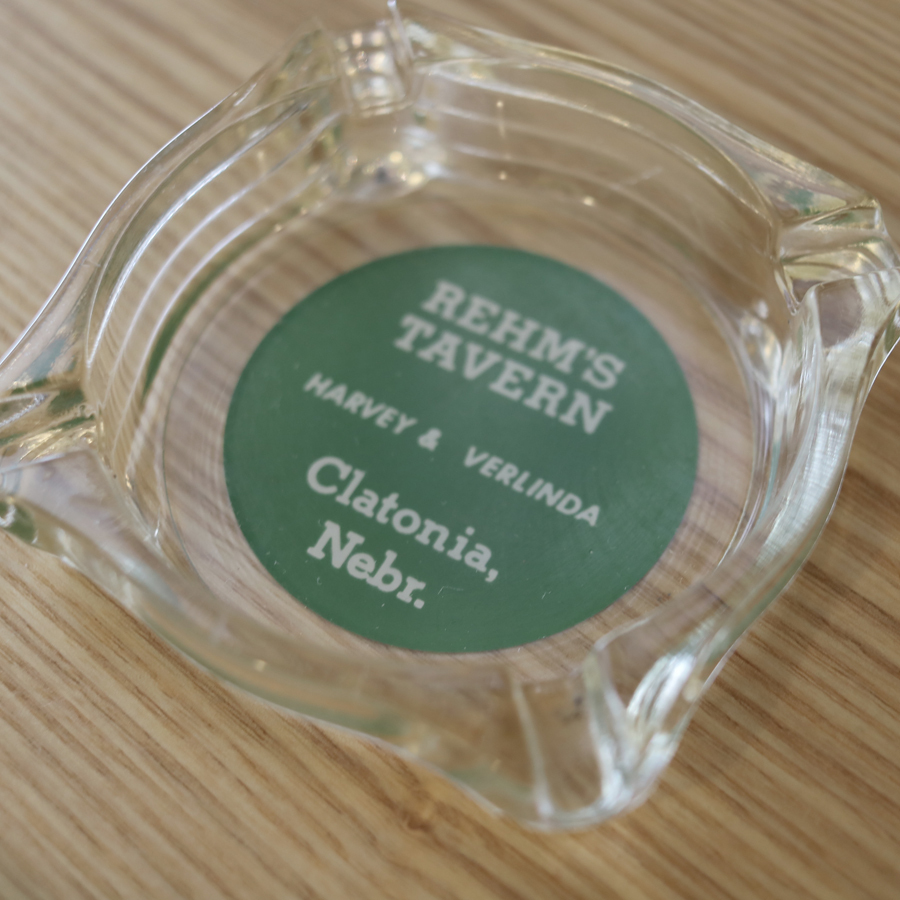 REHM'S
TAVERN
HARVEY & VERLINDA
Clatonia,
Nebr.